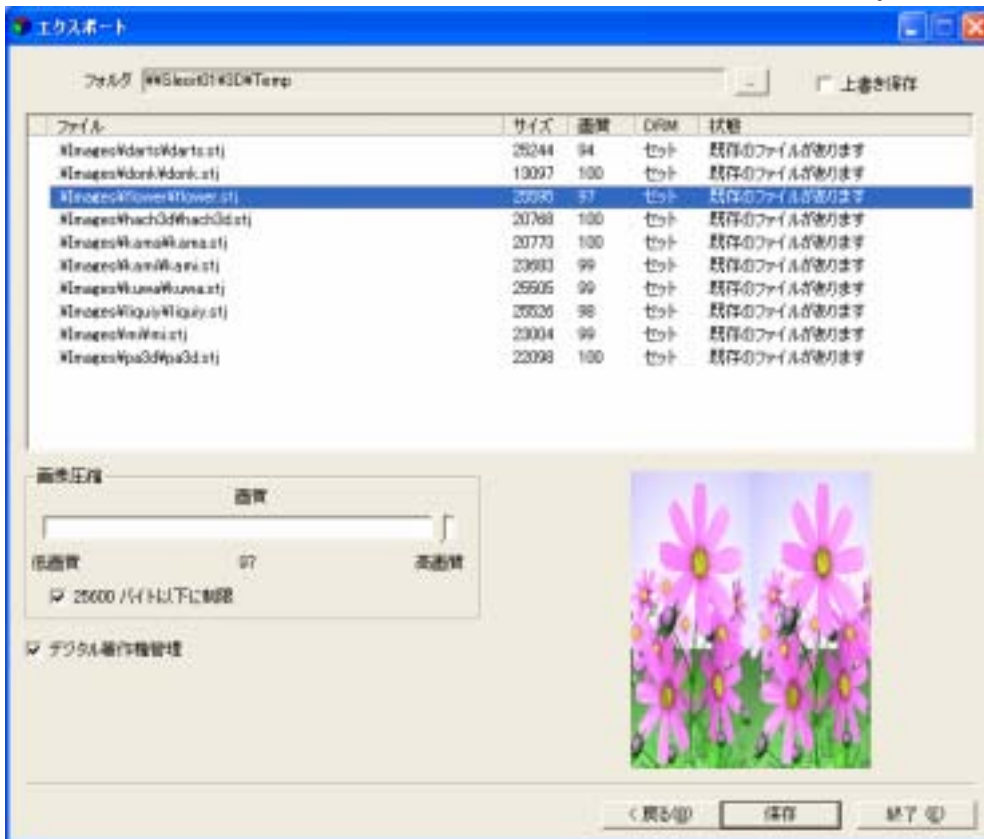 エクスポート
フォルダ ¥¥Slesit01¥3D¥Temp ... 上書き保存
ファイル サイズ 画質 DRM 状態
¥Images¥darts¥darts.stj 25244 94 セット 既存のファイルがあります
¥Images¥donk¥donk.stj 13097 100 セット 既存のファイルがあります
¥Images¥flower¥flower.stj 25595 97 セット 既存のファイルがあります
¥Images¥hach3d¥hach3d.stj 20768 100 セット 既存のファイルがあります
¥Images¥kama¥kama.stj 20773 100 セット 既存のファイルがあります
¥Images¥kami¥kami.stj 23683 99 セット 既存のファイルがあります
¥Images¥kuwa¥kuwa.stj 25505 99 セット 既存のファイルがあります
¥Images¥liquiy¥liquiy.stj 25526 98 セット 既存のファイルがあります
¥Images¥mi¥mi.stj 23004 99 セット 既存のファイルがあります
¥Images¥pa3d¥pa3d.stj 22098 100 セット 既存のファイルがあります
画像圧縮
画質
低画質 97 高画質
25600 バイト以下に制限
デジタル著作権管理
< 戻る(B) 保存 終了(E)